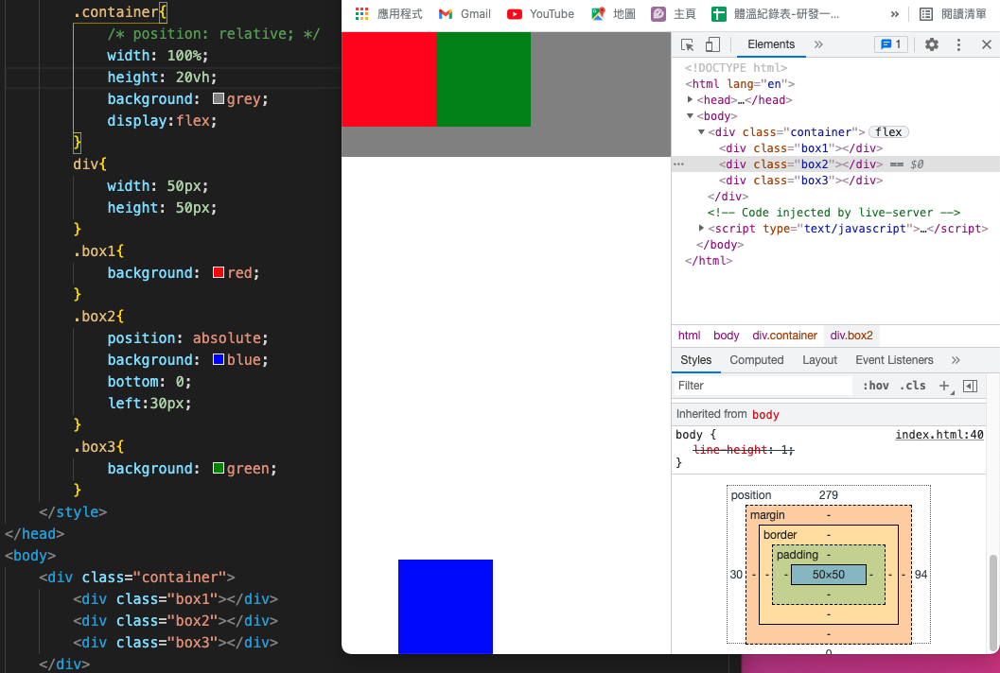 .container{
/* position: relative; */
width: 100%;
height: 20vh;
background: grey;
display:flex;
}
div{
width: 50px;
height: 50px;
}
.box1{
background: red;
}
.box2{
position: absolute;
background: blue;
bottom: 0;
left:30px;
}
.box3{
background: green;
}
</style>
</head>
<body>
<div class="container">
<div class="box1"></div>
<div class="box2"></div>
<div class="box3"></div>
</div>
應用程式 Gmail YouTube 地圖 主頁 體溫紀錄表-研發一... » 閱讀清單
Elements » 1
<!DOCTYPE html>
<html lang="en">
<head>…</head>
<body>
<div class="container"> flex
<div class="box1"></div>
<div class="box2"></div> == $0
<div class="box3"></div>
</div>
<!-- Code injected by live-server -->
<script type="text/javascript">…</script>
</body>
</html>
html body div.container div.box2
Styles Computed Layout Event Listeners »
Filter :hov .cls +
Inherited from body
body { index.html:40
line-height: 1;
}
position 279
margin -
border -
padding -
30 - - - 50×50 - - - 94
-
-
-
0